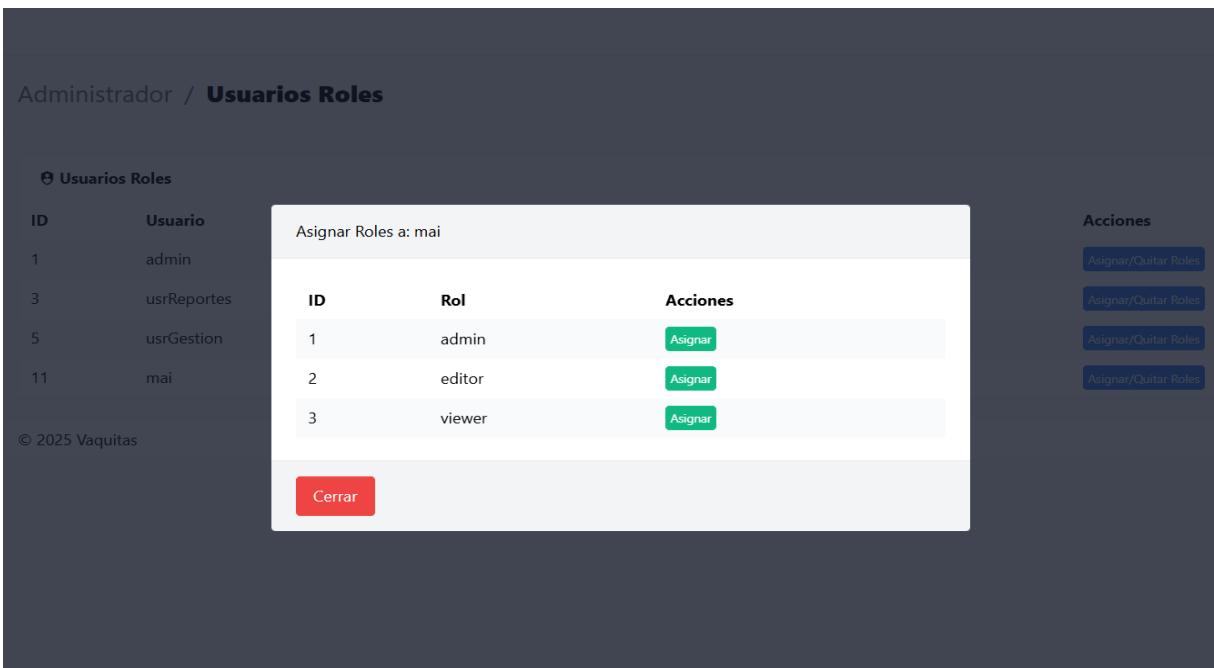 Administrador / Usuarios Roles
Usuarios Roles
ID Usuario Acciones
1 admin Asignar/Quitar Roles
3 usrReportes Asignar/Quitar Roles
5 usrGestion Asignar/Quitar Roles
11 mai Asignar/Quitar Roles
© 2025 Vaquitas
Asignar Roles a: mai
ID Rol Acciones
1 admin Asignar
2 editor Asignar
3 viewer Asignar
Cerrar